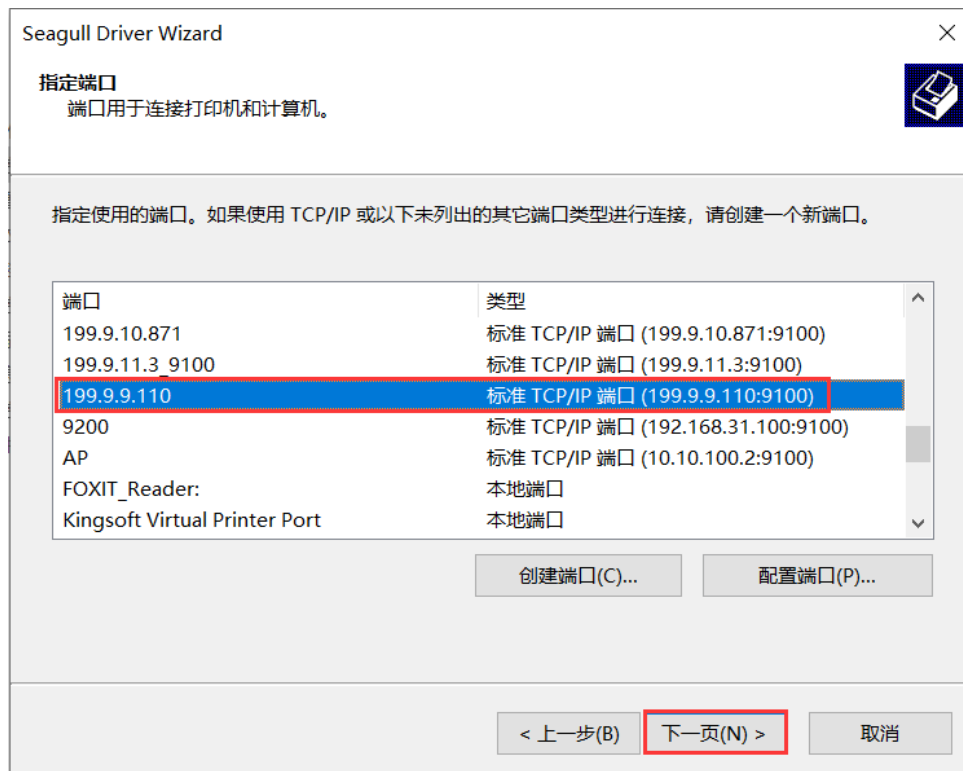 Seagull Driver Wizard
指定端口
端口用于连接打印机和计算机。
指定使用的端口。如果使用 TCP/IP 或以下未列出的其它端口类型进行连接，请创建一个新端口。
端口 类型
199.9.10.871 标准 TCP/IP 端口 (199.9.10.871:9100)
199.9.11.3_9100 标准 TCP/IP 端口 (199.9.11.3:9100)
199.9.9.110 标准 TCP/IP 端口 (199.9.9.110:9100)
9200 标准 TCP/IP 端口 (192.168.31.100:9100)
AP 标准 TCP/IP 端口 (10.10.100.2:9100)
FOXIT_Reader: 本地端口
Kingsoft Virtual Printer Port 本地端口
创建端口(C)... 配置端口(P)...
< 上一步(B) 下一页(N) > 取消